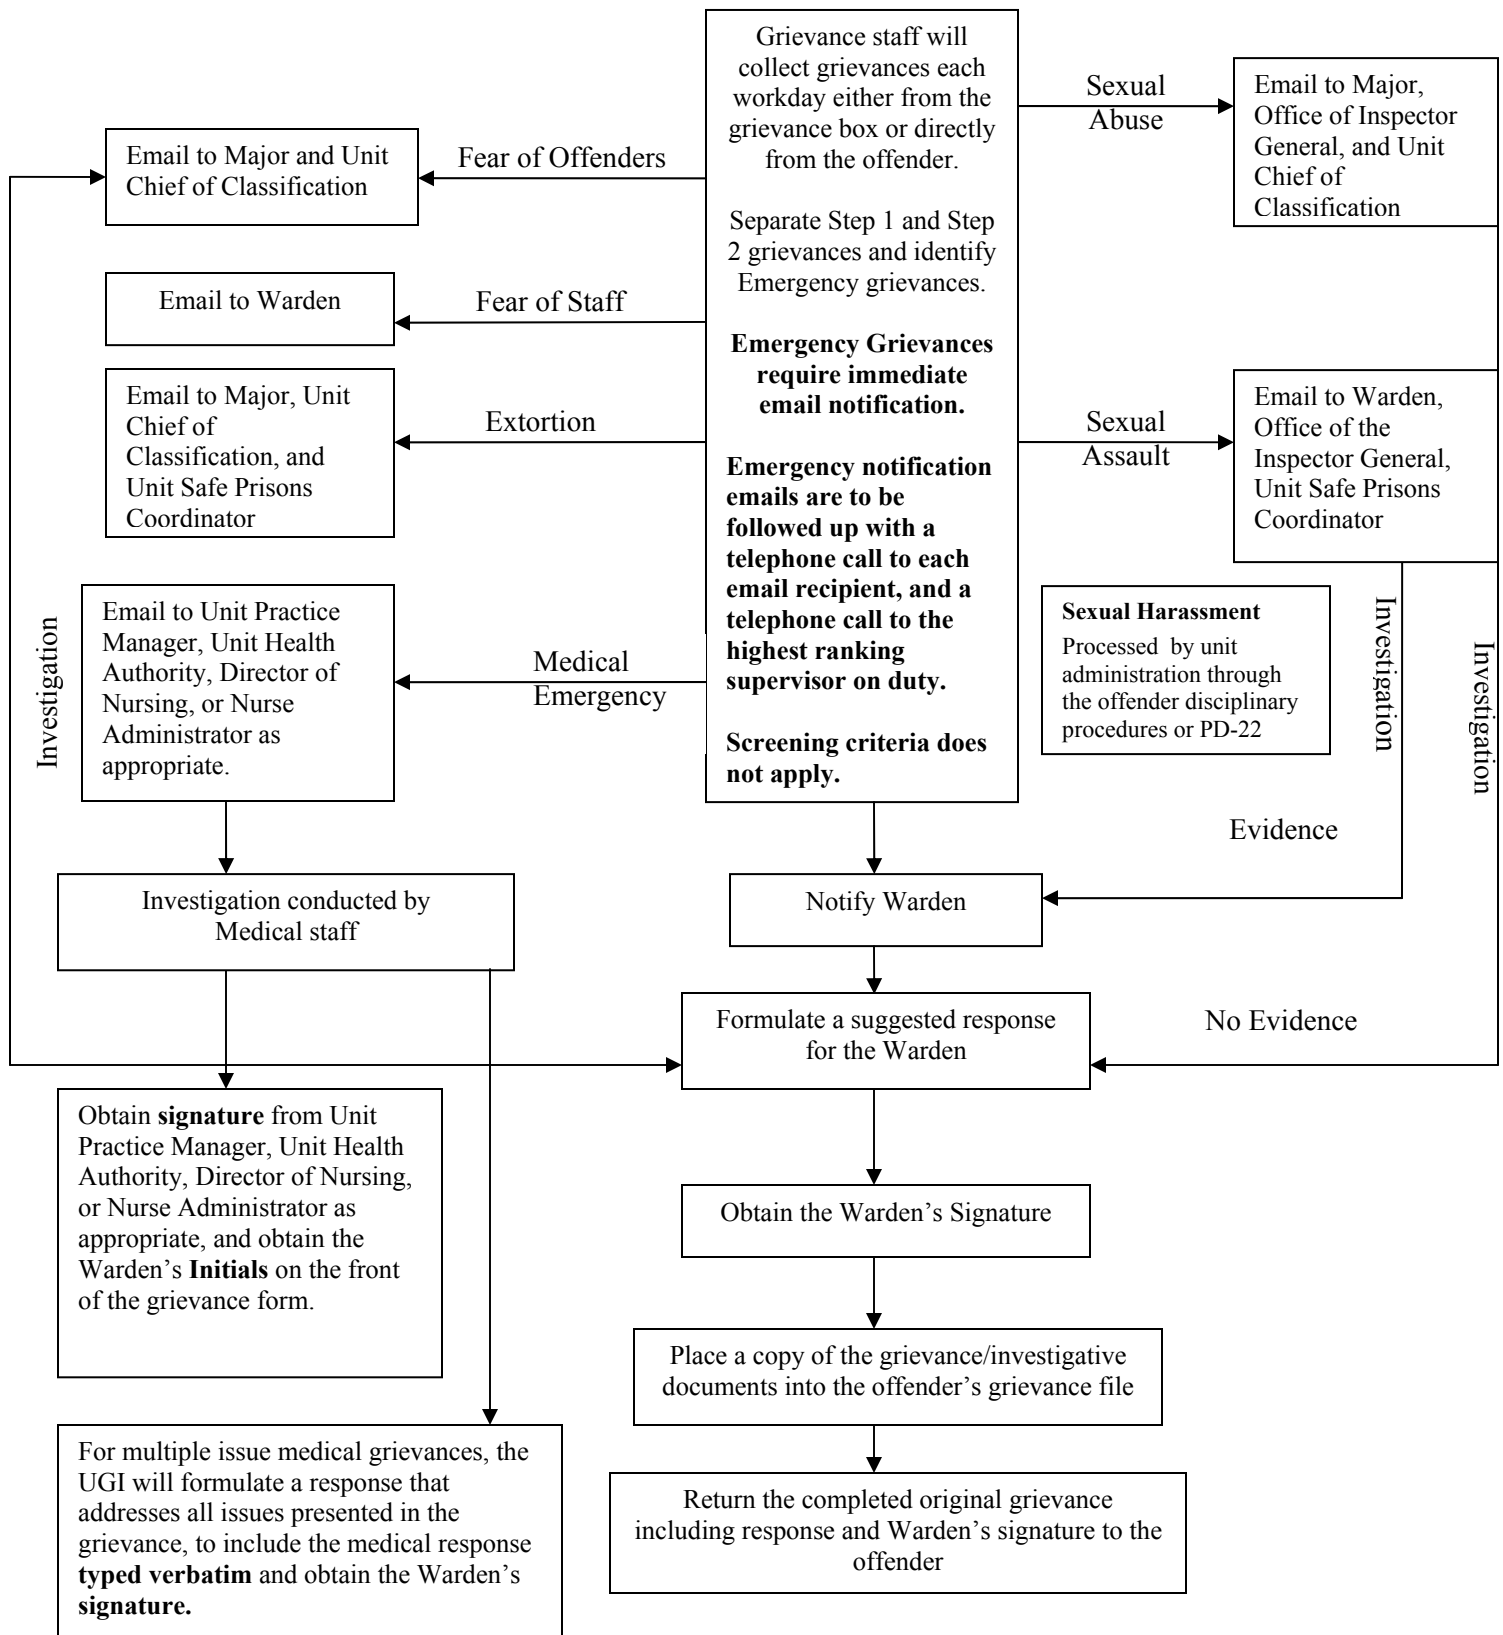 Grievance staff will
collect grievances each
workday either from the
grievance box or directly
from the offender.
Separate Step 1 and Step
2 grievances and identify
Emergency grievances.
Emergency Grievances
require immediate
email notification.
Emergency notification
emails are to be
followed up with a
telephone call to each
email recipient, and a
telephone call to the
highest ranking
supervisor on duty.
Screening criteria does
not apply.
Fear of Offenders
Email to Major and Unit
Chief of Classification
Fear of Staff
Email to Warden
Extortion
Email to Major, Unit
Chief of
Classification, and
Unit Safe Prisons
Coordinator
Medical
Emergency
Email to Unit Practice
Manager, Unit Health
Authority, Director of
Nursing, or Nurse
Administrator as
appropriate.
Investigation
Sexual
Abuse
Email to Major,
Office of Inspector
General, and Unit
Chief of
Classification
Sexual
Assault
Email to Warden,
Office of the
Inspector General,
Unit Safe Prisons
Coordinator
Sexual Harassment
Processed by unit
administration through
the offender disciplinary
procedures or PD-22
Investigation
Investigation
Evidence
No Evidence
Investigation conducted by
Medical staff
Notify Warden
Formulate a suggested response
for the Warden
Obtain signature from Unit
Practice Manager, Unit Health
Authority, Director of Nursing,
or Nurse Administrator as
appropriate, and obtain the
Warden’s Initials on the front
of the grievance form.
Obtain the Warden’s Signature
Place a copy of the grievance/investigative
documents into the offender’s grievance file
For multiple issue medical grievances, the
UGI will formulate a response that
addresses all issues presented in the
grievance, to include the medical response
typed verbatim and obtain the Warden’s
signature.
Return the completed original grievance
including response and Warden’s signature to the
offender